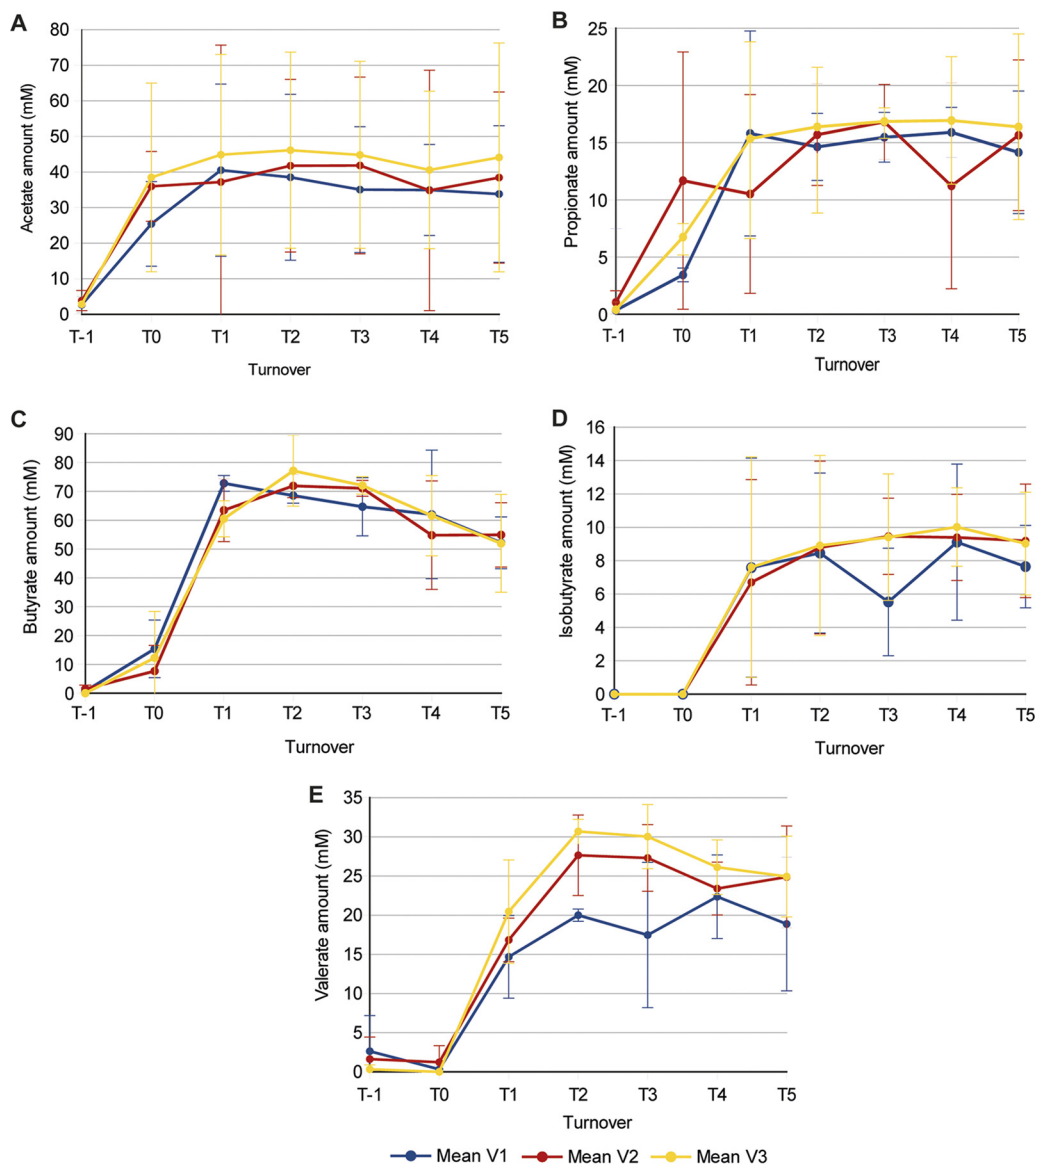 A
Acetate amount (mM)
80
70
60
50
40
30
20
10
0
T-1 T0 T1 T2 T3 T4 T5
Turnover
B
Propionate amount (mM)
25
20
15
10
5
0
T-1 T0 T1 T2 T3 T4 T5
Turnover
C
Butyrate amount (mM)
90
80
70
60
50
40
30
20
10
0
T-1 T0 T1 T2 T3 T4 T5
Turnover
D
Isobutyrate amount (mM)
16
14
12
10
8
6
4
2
0
T-1 T0 T1 T2 T3 T4 T5
Turnover
E
Valerate amount (mM)
35
30
25
20
15
10
5
0
T-1 T0 T1 T2 T3 T4 T5
Turnover
Mean V1 Mean V2 Mean V3